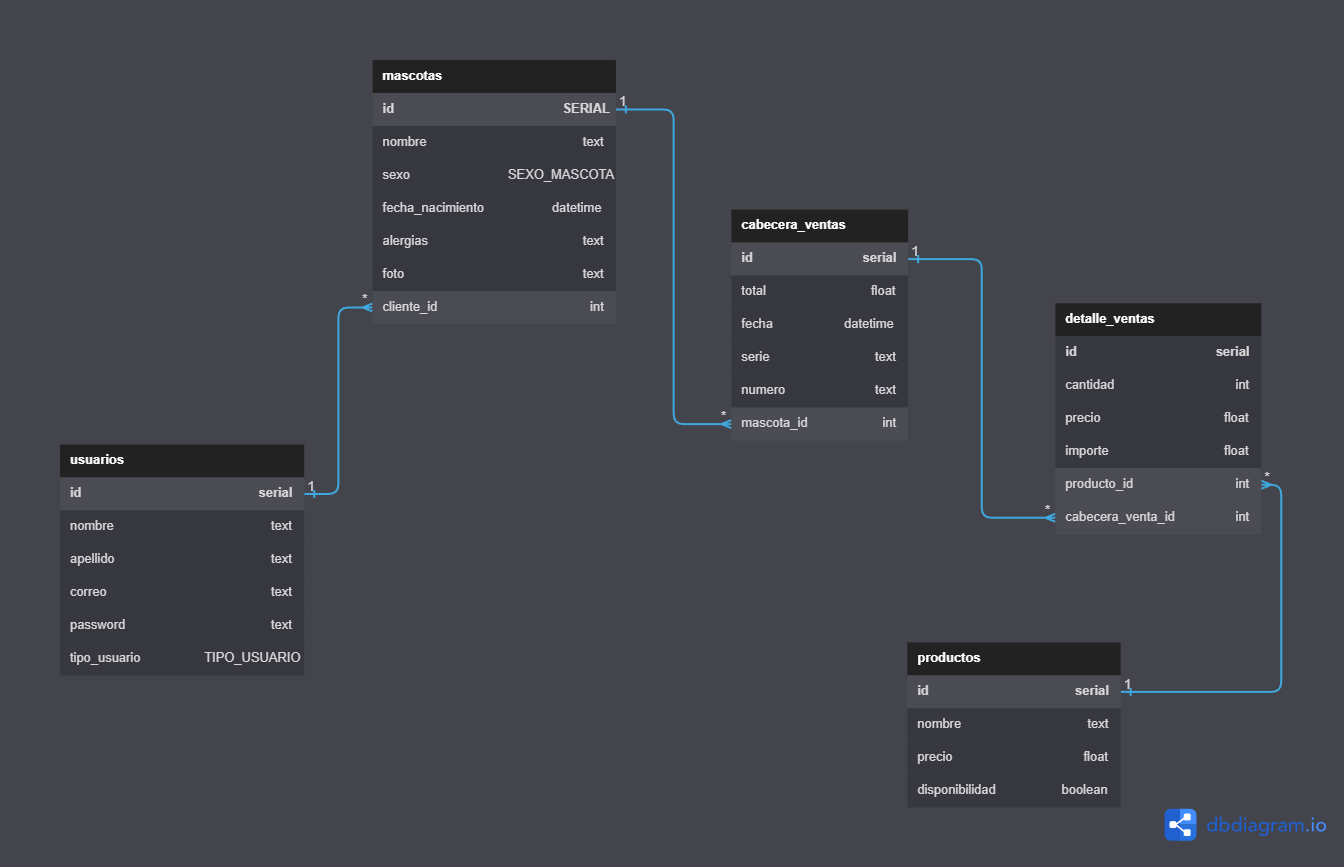 mascotas
id SERIAL 1
nombre text
sexo SEXO_MASCOTA
fecha_nacimiento datetime
alergias text
foto text
* cliente_id int
cabecera_ventas
id serial 1
total float
fecha datetime
serie text
numero text
* mascota_id int
detalle_ventas
id serial
cantidad int
precio float
importe float
producto_id int *
* cabecera_venta_id int
usuarios
id serial 1
nombre text
apellido text
correo text
password text
tipo_usuario TIPO_USUARIO
productos
id serial 1
nombre text
precio float
disponibilidad boolean
dbdiagram.io